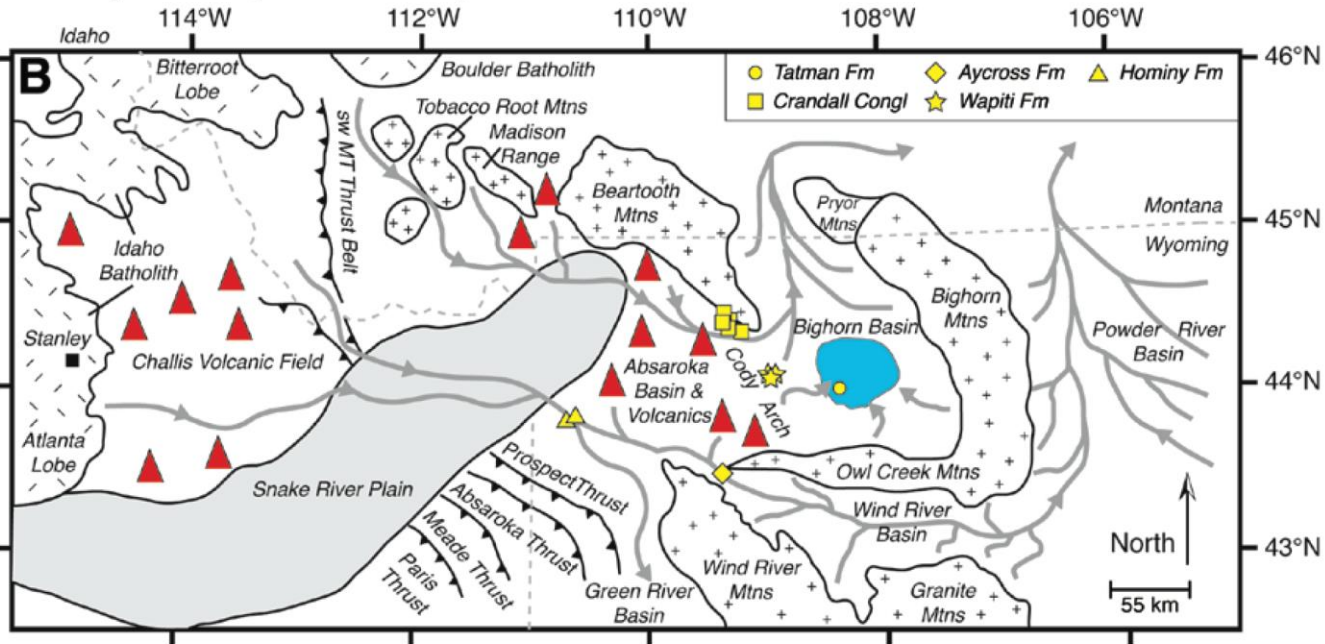 114°W
112°W
110°W
108°W
106°W
Idaho
B
Bitterroot
Lobe
Boulder Batholith
Tatman Fm
Aycross Fm
Hominy Fm
Crandall Congl
Wapiti Fm
46°N
Tobacco Root Mtns
Madison
Range
sw MT Thrust Belt
Beartooth
Mtns
Pryor
Mtns
Montana
Wyoming
45°N
Idaho
Batholith
Bighorn
Mtns
Stanley
Challis Volcanic Field
Bighorn Basin
Powder River
Basin
Absaroka
Basin &
Volcanics
Cody
Arch
44°N
Atlanta
Lobe
Snake River Plain
Prospect Thrust
Absaroka Thrust
Meade Thrust
Paris
Thrust
Owl Creek Mtns
Wind River
Basin
Wind River
Mtns
Green River
Basin
Granite
Mtns
North
43°N
55 km